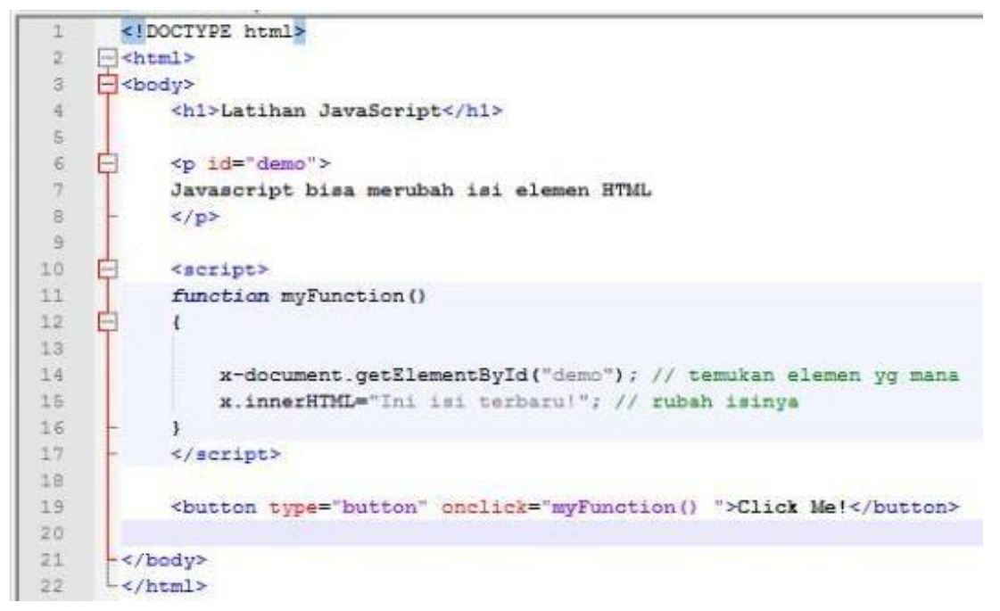 1 <!DOCTYPE html>
2 <html>
3 <body>
4 <h1>Latihan JavaScript</h1>
5
6 <p id="demo">
7 Javascript bisa merubah isi elemen HTML
8 </p>
9
10 <script>
11 function myFunction()
12 {
13
14 x-document.getElementById("demo"); // temukan elemen yg mana
15 x.innerHTML="Ini isi terbaru!"; // rubah isinya
16 }
17 </script>
18
19 <button type="button" onclick="myFunction() ">Click Me!</button>
20
21 </body>
22 </html>